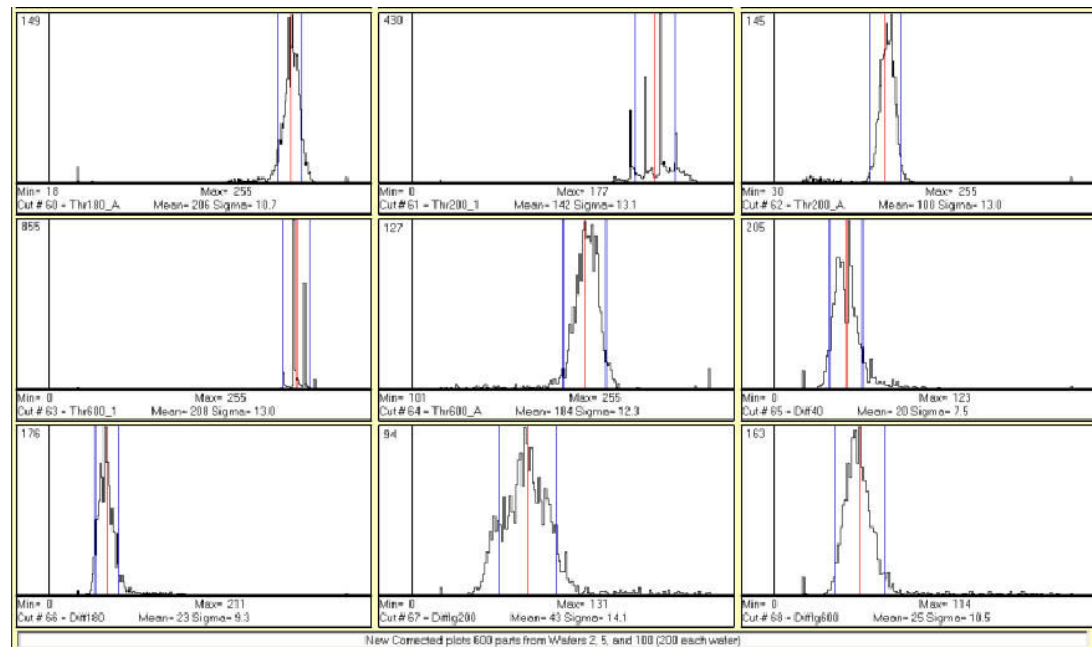 149 430 145
Min= 18 Max= 255 Min= 0 Max= 177 Min= 30 Max= 255
Cut # 60 - Thr180_A Mean= 206 Sigma= 10.7 Cut # 61 - Thr200_1 Mean= 142 Sigma= 13.1 Cut # 62 - Thr200_A Mean= 100 Sigma= 13.0
855 127 205
Min= 0 Max= 255 Min= 101 Max= 255 Min= 0 Max= 123
Cut # 63 - Thr600_1 Mean= 208 Sigma= 13.0 Cut # 64 - Thr600_A Mean= 184 Sigma= 12.3 Cut # 65 - Diff40 Mean= 20 Sigma= 7.5
176 94 163
Min= 0 Max= 211 Min= 0 Max= 131 Min= 0 Max= 114
Cut # 66 - Diff180 Mean= 23 Sigma= 9.3 Cut # 67 - Diffg200 Mean= 43 Sigma= 14.1 Cut # 68 - Diffg600 Mean= 25 Sigma= 10.5
New Corrected plots 600 parts from Wafers 2, 5, and 100 (200 each wafer)